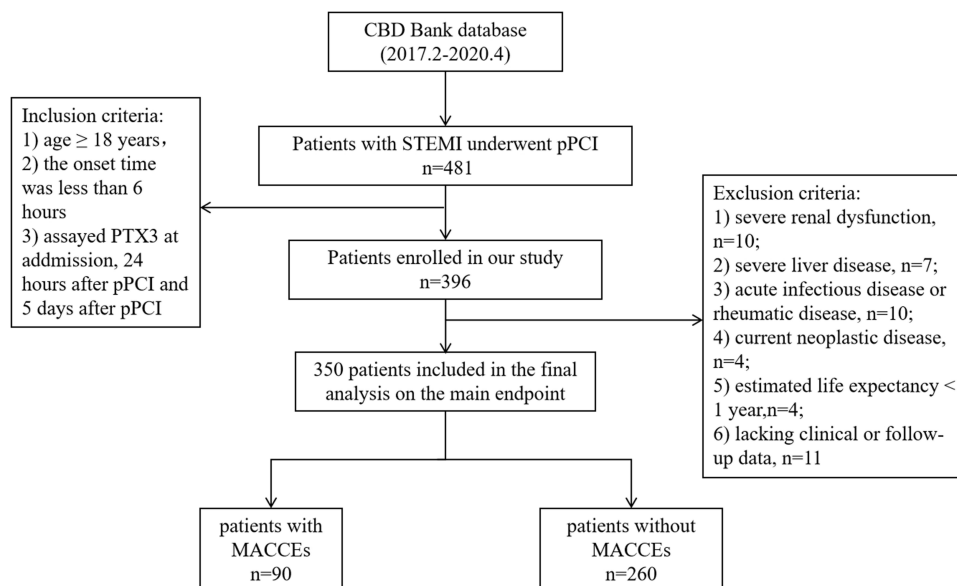 CBD Bank database
(2017.2-2020.4)
Patients with STEMI underwent pPCI
n=481
Inclusion criteria:
1) age ≥ 18 years，
2) the onset time
was less than 6
hours
3) assayed PTX3 at
addmission, 24
hours after pPCI and
5 days after pPCI
Patients enrolled in our study
n=396
Exclusion criteria:
1) severe renal dysfunction,
n=10;
2) severe liver disease, n=7;
3) acute infectious disease or
rheumatic disease, n=10;
4) current neoplastic disease,
n=4;
5) estimated life expectancy <
1 year,n=4;
6) lacking clinical or follow-
up data, n=11
350 patients included in the final
analysis on the main endpoint
patients with
MACCEs
n=90
patients without
MACCEs
n=260